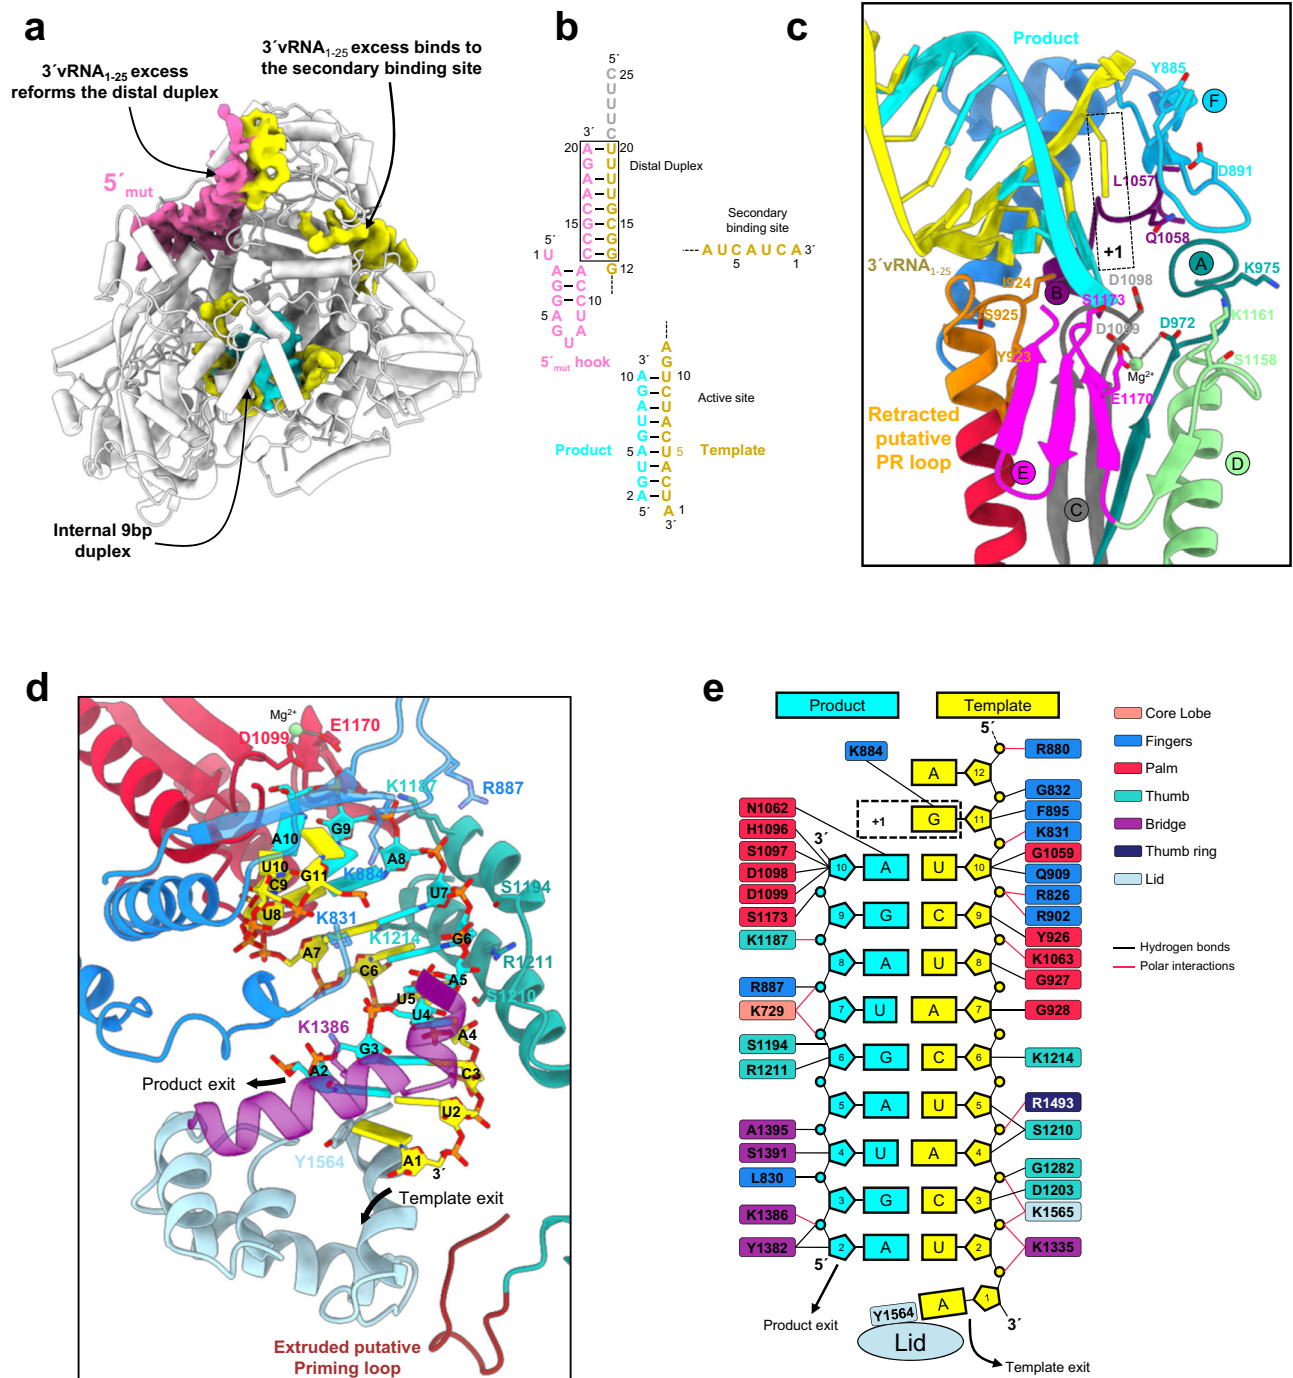 a
3´vRNA1-25 excess
reforms the distal duplex
3´vRNA1-25 excess binds to
the secondary binding site
5´mut
Internal 9bp
duplex
b
5´
C 25
U
U
U
C
3´
20 A U 20
G U
A U
A U
C G
15 G C 15
C G
C G
G 12
Distal Duplex
5´
1 U
A
G
G
5 A
G
U
A
C
C 10
U
A
5´mut hook
Secondary
binding site
A U C A U C A 3´
5 1
Active site
A
3´ G
10 A U 10
G C
A U
U A
G C
5 A U 5
U A
G C
2 A U
5´ A 1
3´
Product
Template
c
Product
Y885
F
D891
L1057
Q1058
+1
3´vRNA1-25
A
K975
I924
B
S1173
D1098
S925
D1099
D972
K1161
Y923
S1158
Mg2+
E1170
Retracted
putative
PR loop
D
E
C
d
Mg2+
D1099
E1170
K1187
R887
A10
G9
A8
U10
C9
G11
K884
U7
S1194
U8
K831
K1214
G6
R1211
A7
C6
A5
S1210
U5
U4
K1386
A4
G3
C3
Product exit
A2
U2
Y1564
A1
3´
Template exit
Extruded putative
Priming loop
e
Product
Template
5´
K884
R880
A 12
G832
N1062
+1
G 11
F895
H1096
3´
K831
S1097
G1059
D1098
10 A U 10
Q909
D1099
R826
S1173
9 G C 9
R902
K1187
Y926
8 A U 8
K1063
R887
G927
K729
7 U A 7
G928
S1194
6 G C 6
K1214
R1211
5 A U 5
R1493
A1395
S1210
S1391
4 U A 4
L830
G1282
3 G C 3
D1203
K1386
K1565
Y1382
2 A U 2
K1335
5´
A 1
3´
Y1564
Lid
Product exit
Template exit
Core Lobe
Fingers
Palm
Thumb
Bridge
Thumb ring
Lid
Hydrogen bonds
Polar interactions